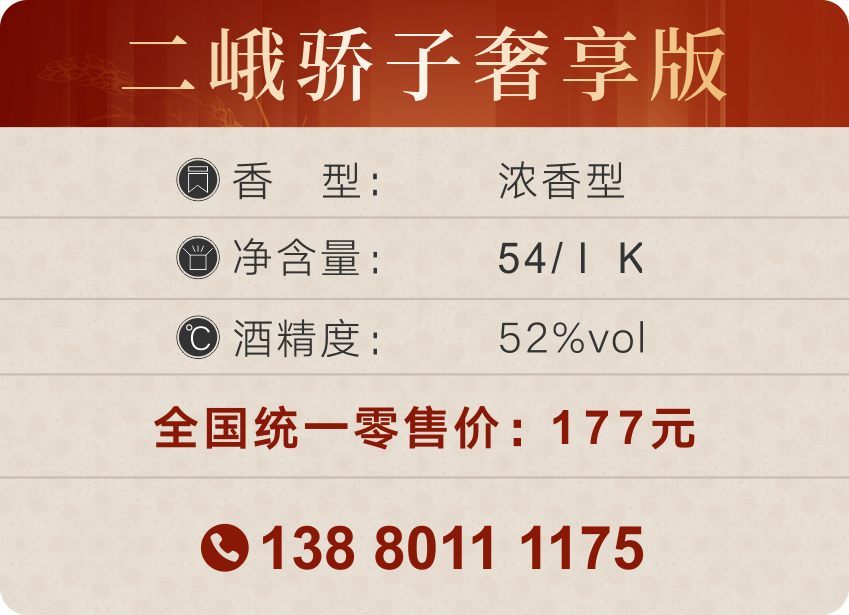 二峨骄子奢享版
香 型: 浓香型
净含量: 54/l K
℃ 酒精度: 52%vol
全国统一零售价: 177元
138 8011 1175